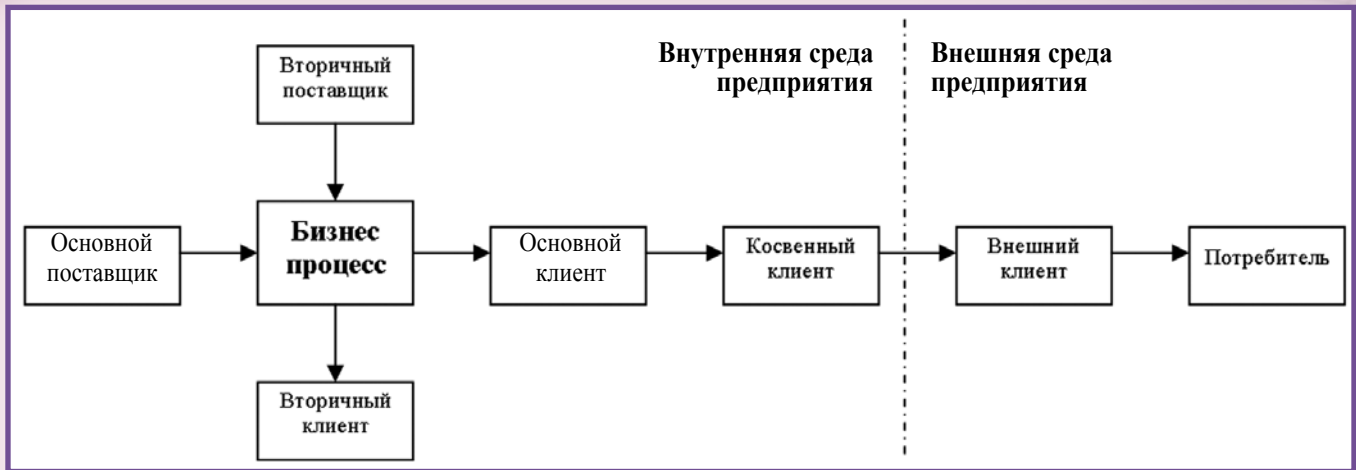 Вторичный
поставщик
Внутренняя среда
предприятия
Внешняя среда
предприятия
Основной
поставщик
Бизнес
процесс
Основной
клиент
Косвенный
клиент
Внешний
клиент
Потребитель
Вторичный
клиент